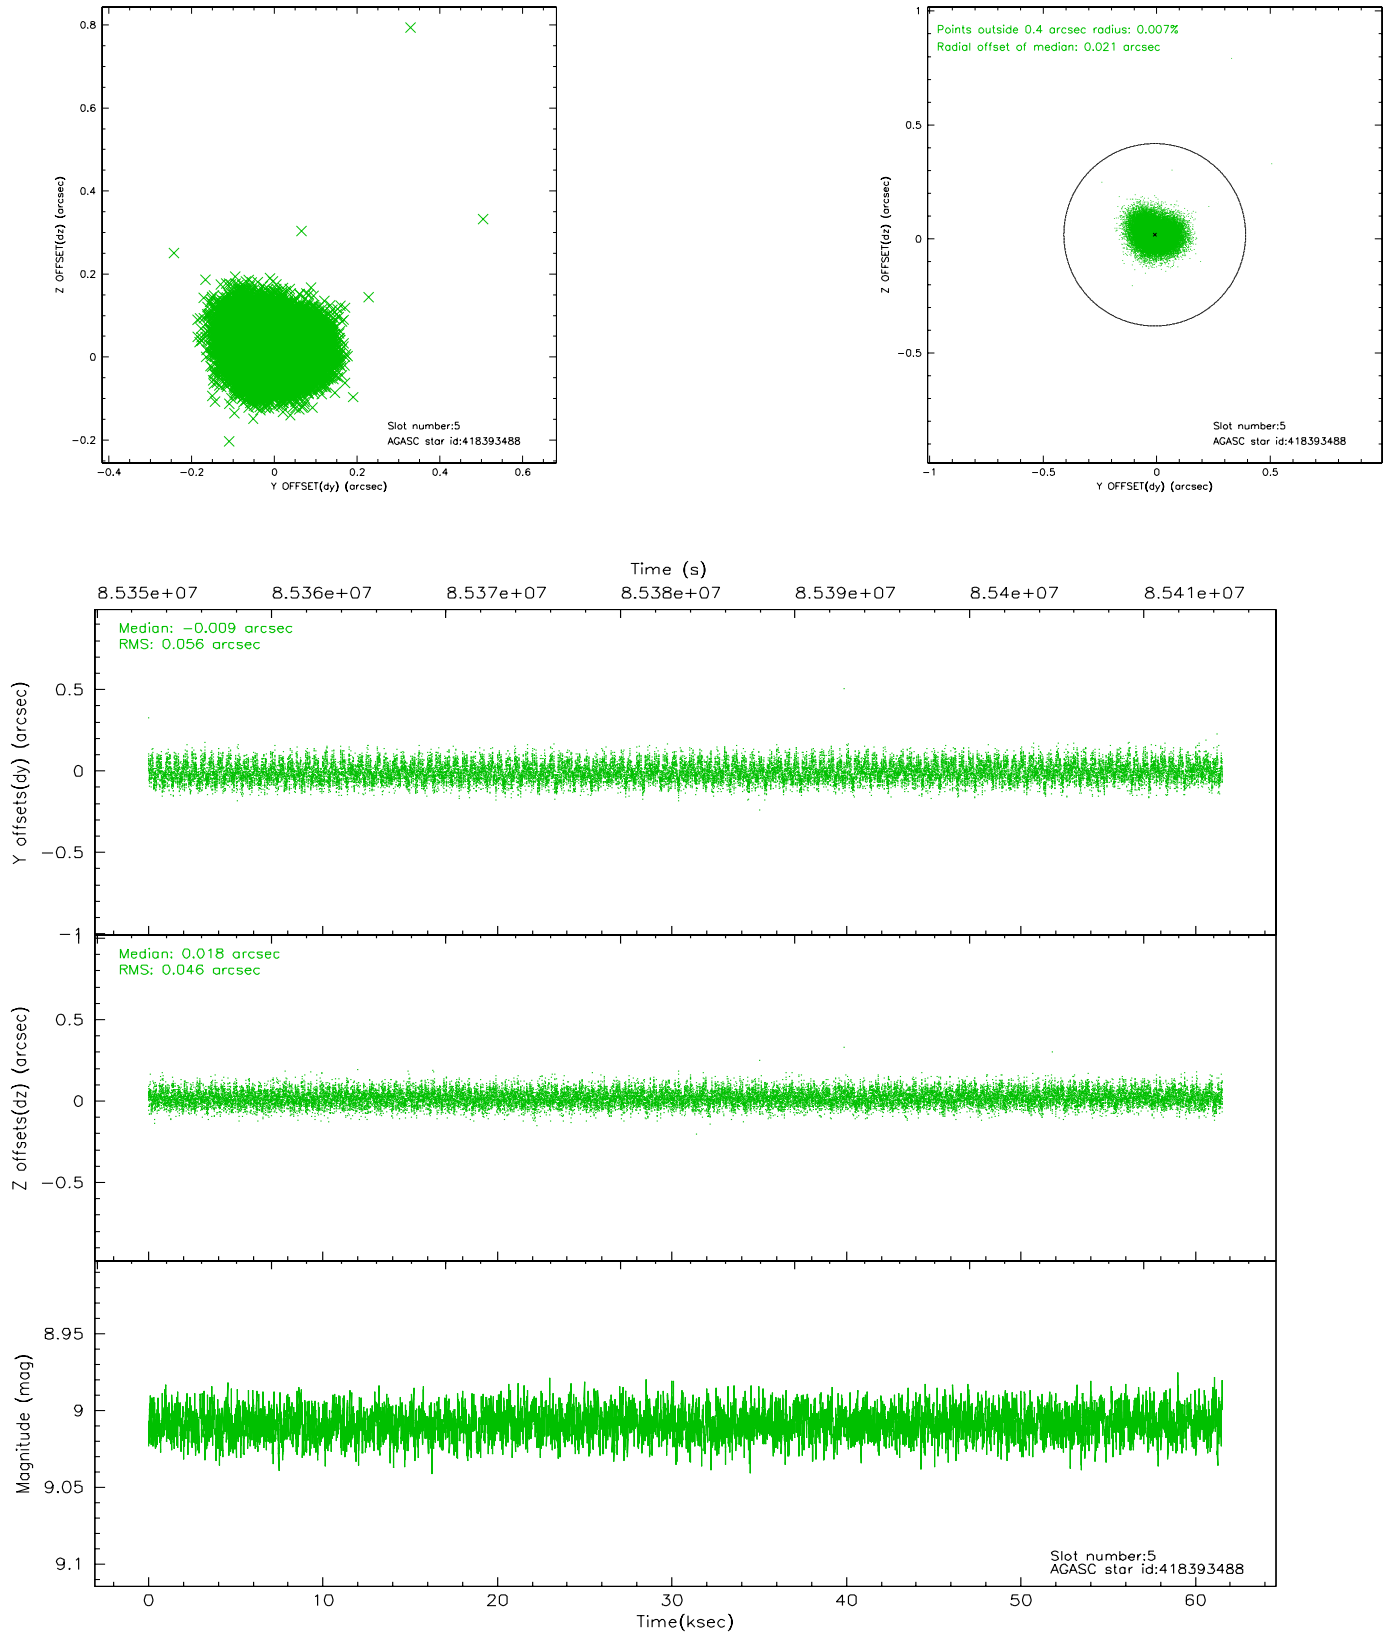 0.8
0.6
0.4
0.2
0
−0.2
−0.4
−0.2
0
0.2
0.4
0.6
Z OFFSET(dz) (arcsec)
Y OFFSET(dy) (arcsec)
Slot number:5
AGASC star id:418393488
Points outside 0.4 arcsec radius: 0.007%
Radial offset of median: 0.021 arcsec
1
0.5
0
−0.5
−1
−0.5
0
0.5
Z OFFSET(dz) (arcsec)
Y OFFSET(dy) (arcsec)
Slot number:5
AGASC star id:418393488
Time (s)
8.535e+07 8.536e+07 8.537e+07 8.538e+07 8.539e+07 8.54e+07 8.541e+07
Median: −0.009 arcsec
RMS: 0.056 arcsec
0.5
0
−0.5
−1
Y offsets(dy) (arcsec)
Median: 0.018 arcsec
RMS: 0.046 arcsec
1
0.5
0
−0.5
Z offsets(dz) (arcsec)
8.95
9
9.05
9.1
Magnitude (mag)
Slot number:5
AGASC star id:418393488
0 10 20 30 40 50 60
Time(ksec)